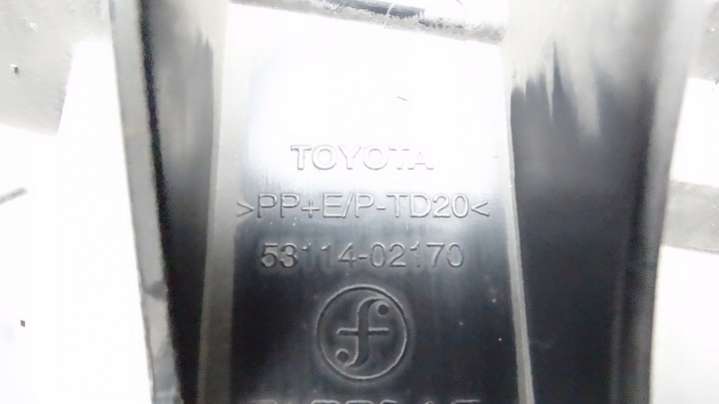 TOYOTA
>PP+E/P-TD20<
53114-02170
f